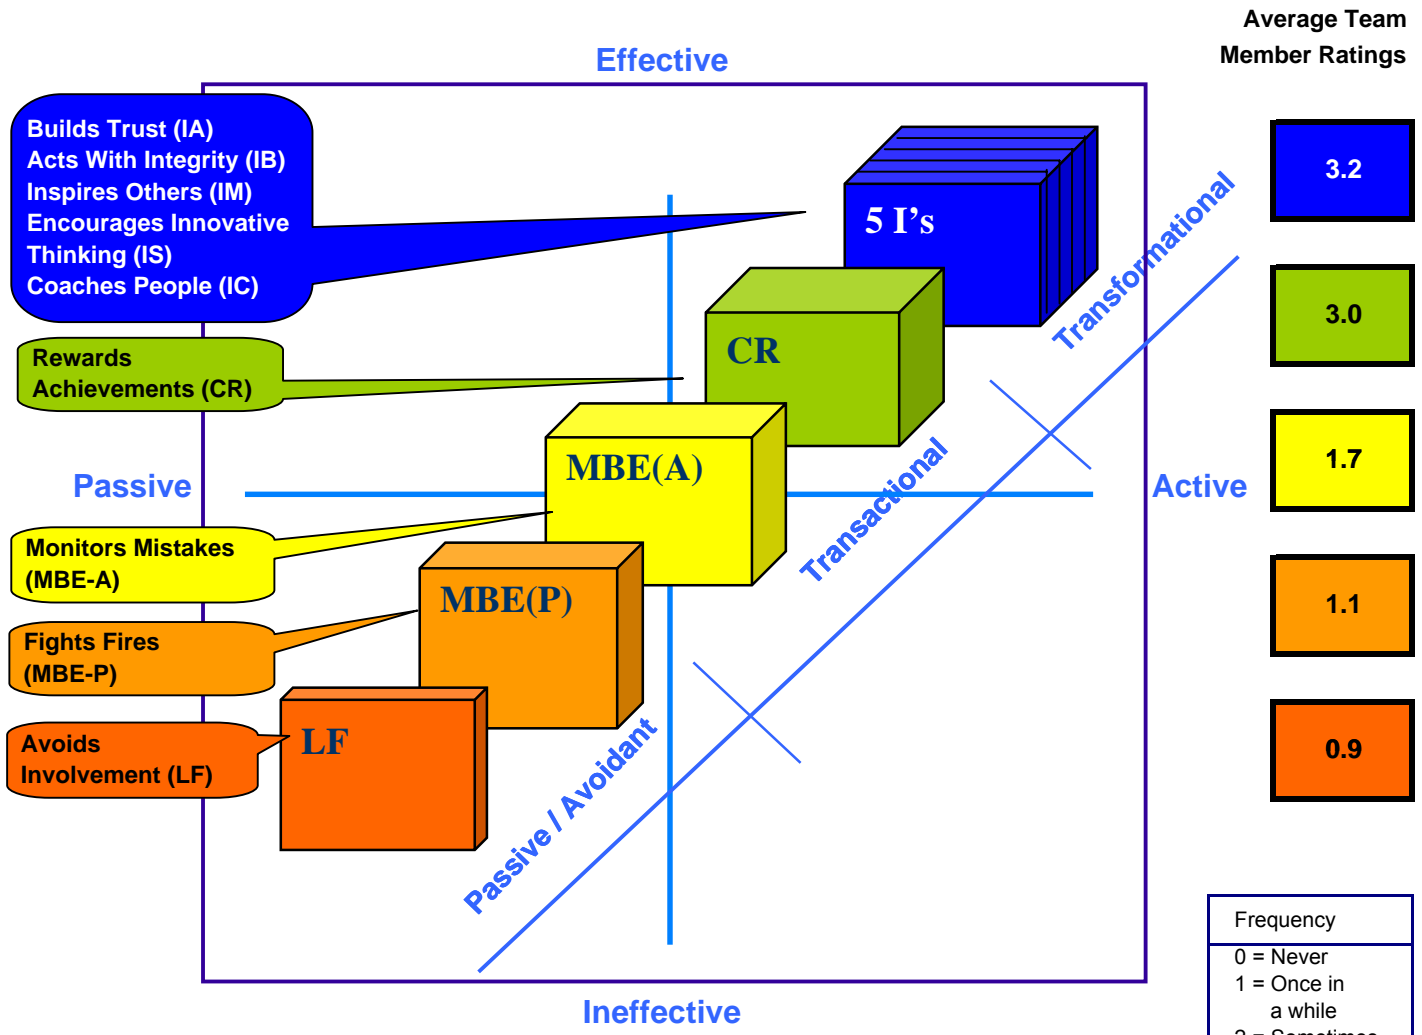 Average Team
Member Ratings
Effective
Builds Trust (IA)
Acts With Integrity (IB)
Inspires Others (IM)
Encourages Innovative
Thinking (IS)
Coaches People (IC)
5 I's
Transformational
3.2
Rewards
Achievements (CR)
CR
3.0
Passive
MBE(A)
Transactional
Active
1.7
Monitors Mistakes
(MBE-A)
MBE(P)
1.1
Fights Fires
(MBE-P)
Avoids
Involvement (LF)
LF
Passive / Avoidant
0.9
Ineffective
Frequency
0 = Never
1 = Once in
a while
2 = Sometimes